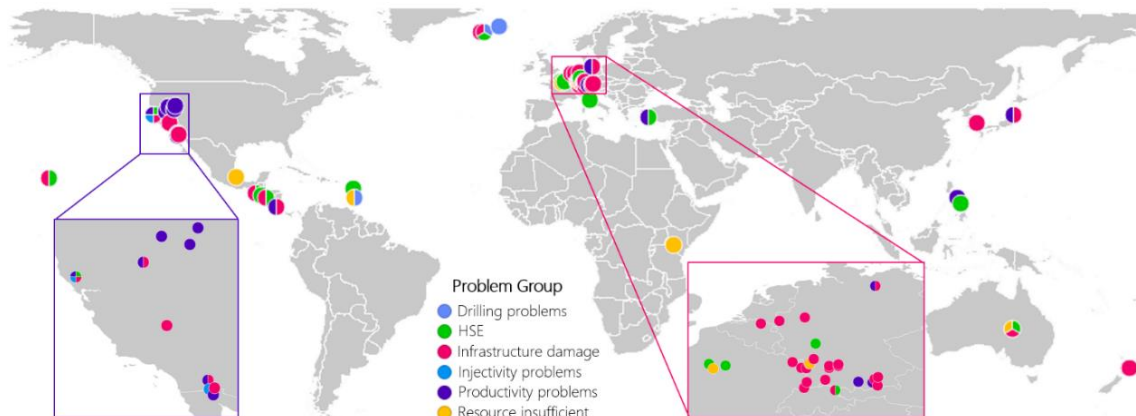 Problem Group
Drilling problems
HSE
Infrastructure damage
Injectivity problems
Productivity problems
Resource insufficient